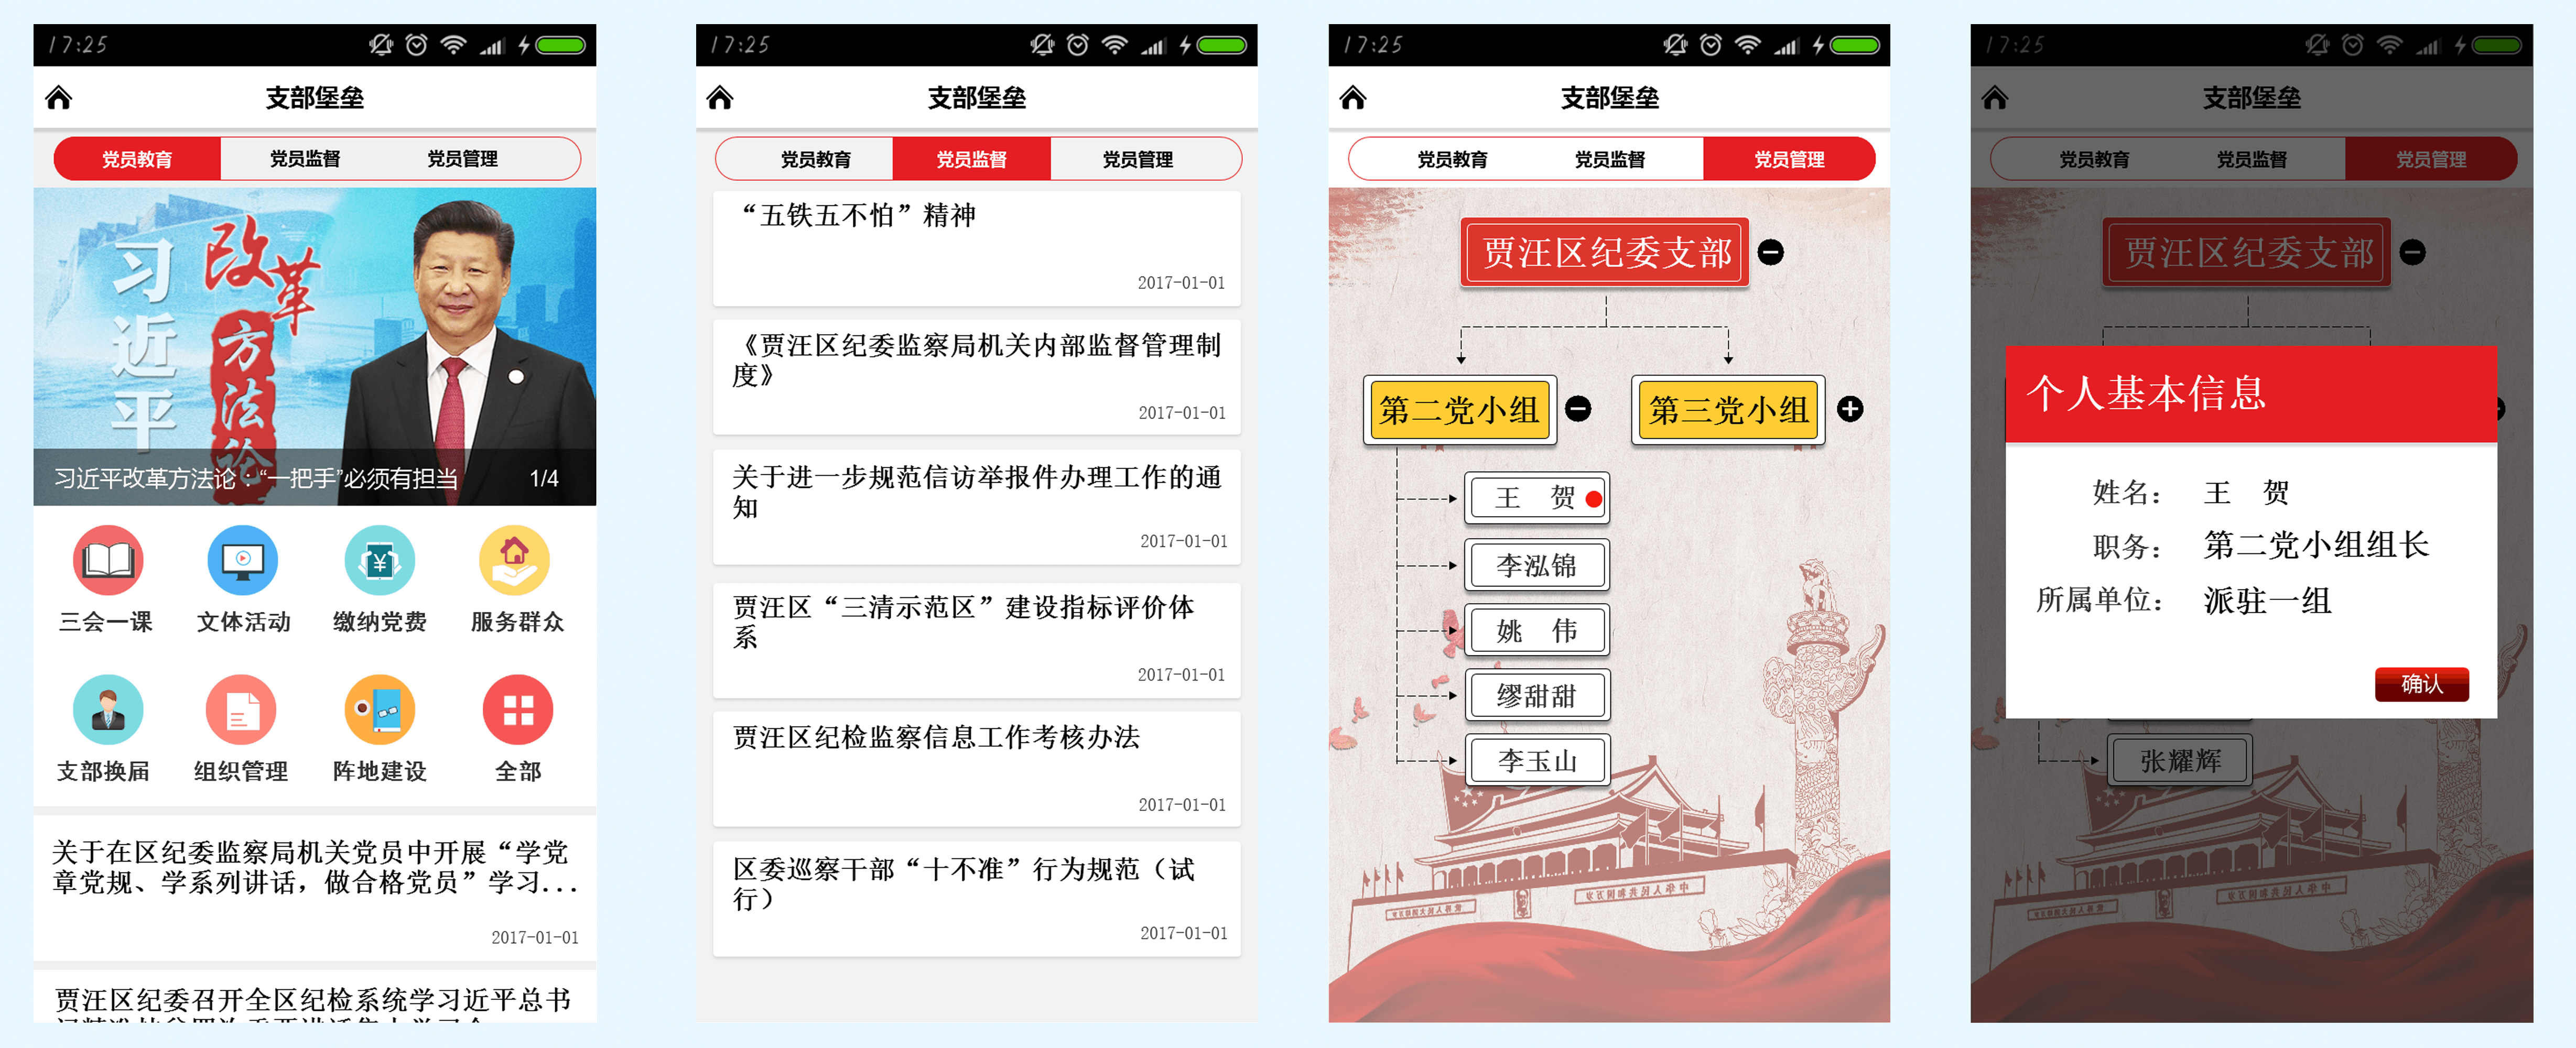 17:25
支部堡垒
党员教育
党员监督
党员管理
习近平
改革
方法论
习近平改革方法论:“一把手”必须有担当
1/4
三会一课
文体活动
缴纳党费
服务群众
支部换届
组织管理
阵地建设
全部
关于在区纪委监察局机关党员中开展“学党
章党规、学系列讲话，做合格党员”学习...
2017-01-01
贾汪区纪委召开全区纪检系统学习近平总书
17:25
支部堡垒
党员教育
党员监督
党员管理
“五铁五不怕”精神
2017-01-01
《贾汪区纪委监察局机关内部监督管理制
度》
2017-01-01
关于进一步规范信访举报件办理工作的通
知
2017-01-01
贾汪区“三清示范区”建设指标评价体
系
2017-01-01
贾汪区纪检监察信息工作考核办法
2017-01-01
区委巡察干部“十不准”行为规范（试
行）
2017-01-01
17:25
支部堡垒
党员教育
党员监督
党员管理
贾汪区纪委支部
第二党小组
第三党小组
王 贺
李泓锦
姚 伟
缪甜甜
李玉山
17:25
支部堡垒
党员教育
党员监督
党员管理
贾汪区纪委支部
个人基本信息
姓名： 王 贺
职务： 第二党小组组长
所属单位： 派驻一组
确认
张耀辉